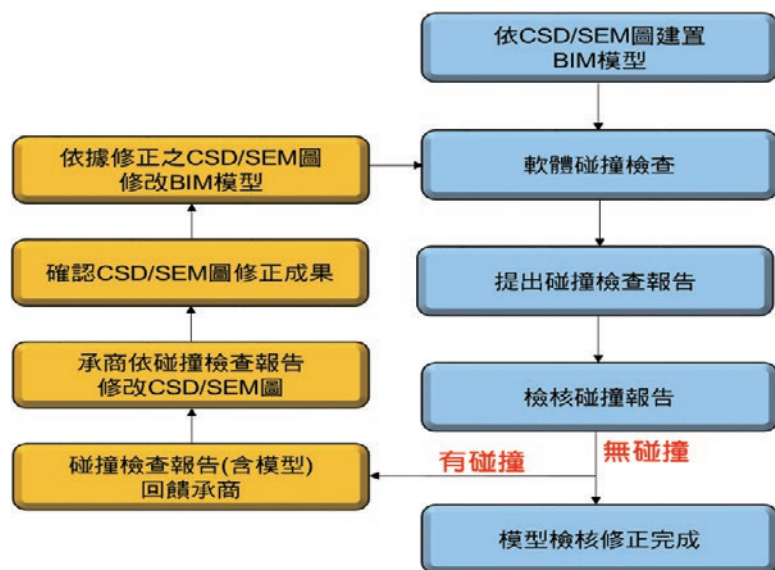 依CSD/SEM圖建置
BIM模型
軟體碰撞檢查
提出碰撞檢查報告
檢核碰撞報告
無碰撞
模型檢核修正完成
有碰撞
碰撞檢查報告(含模型)
回饋承商
承商依碰撞檢查報告
修改CSD/SEM圖
確認CSD/SEM圖修正成果
依據修正之CSD/SEM圖
修改BIM模型